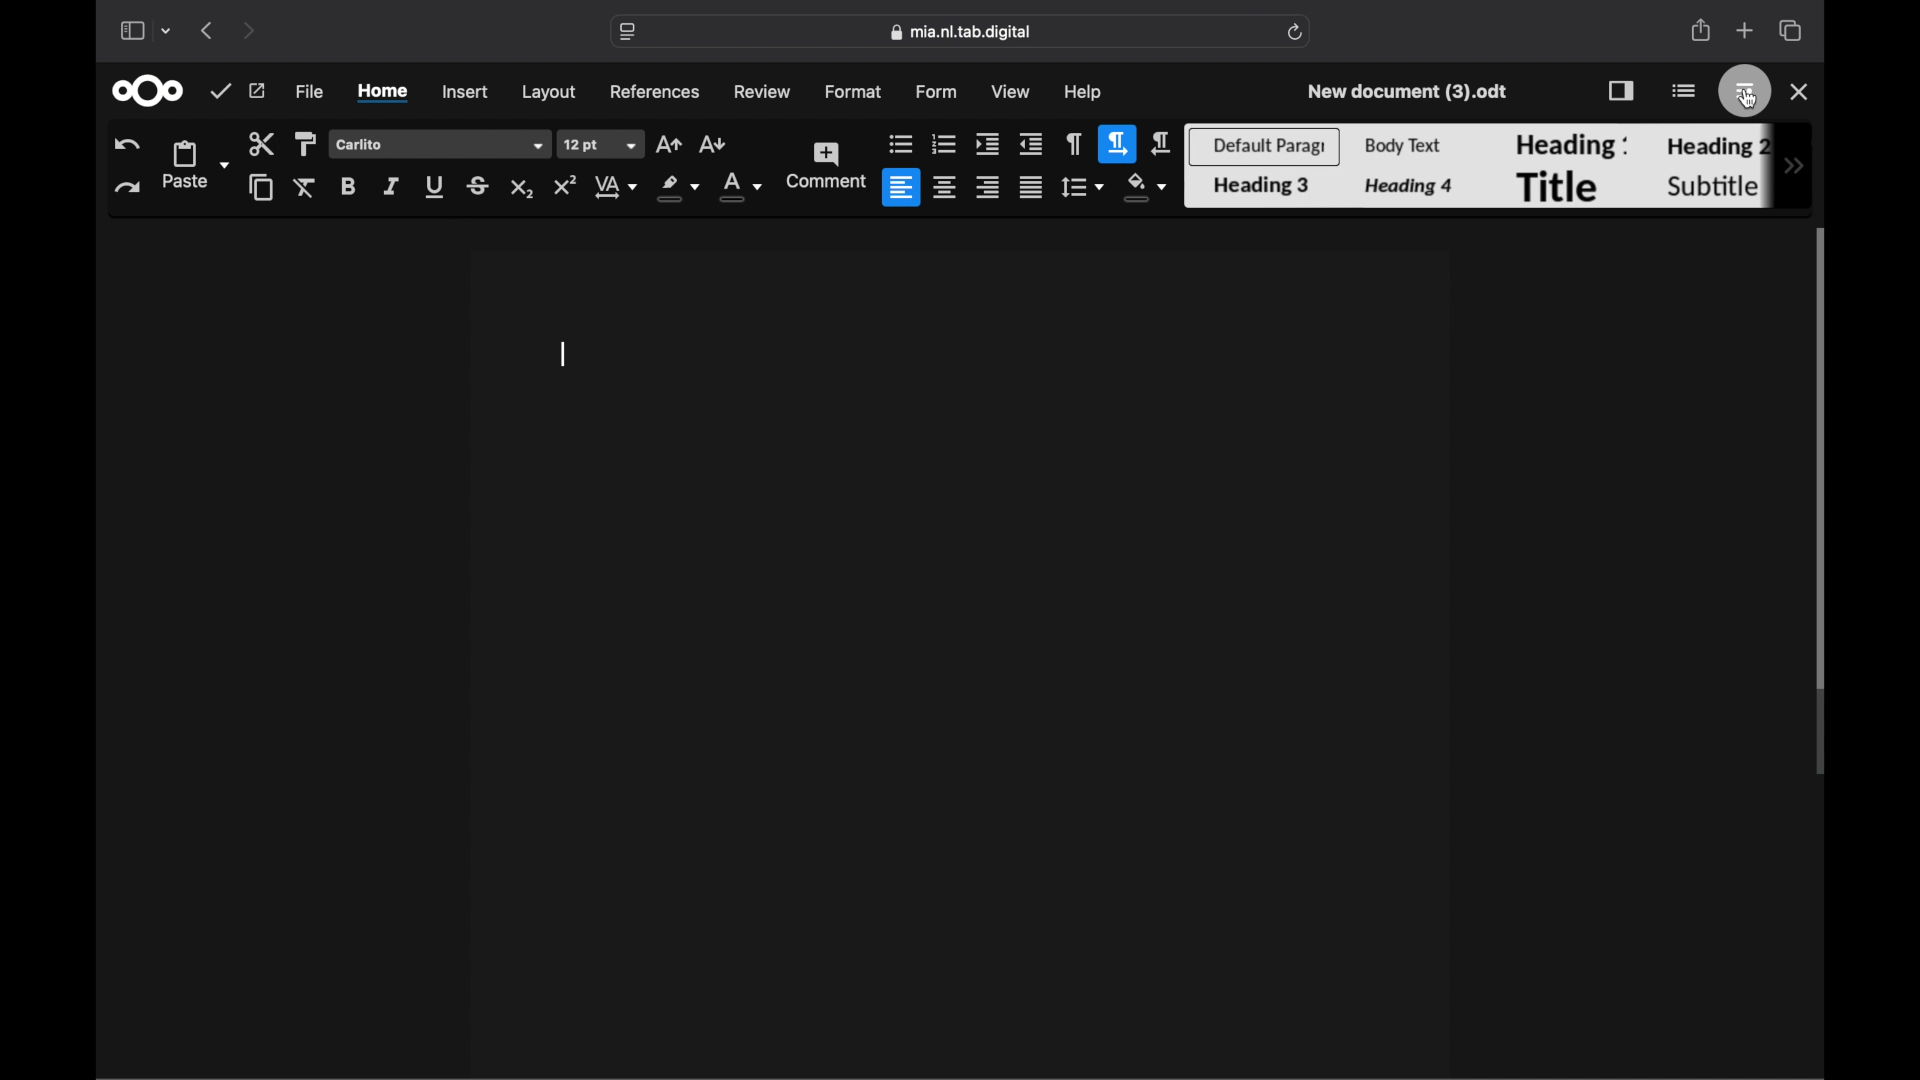 mia.nl.tab.digital
File Home Insert Layout References Review Format Form View Help New document (3).odt
Paste Carlito 12 pt Comment
Default Paragr Body Text Heading Heading 2
Heading 3 Heading 4 Title Subtitle